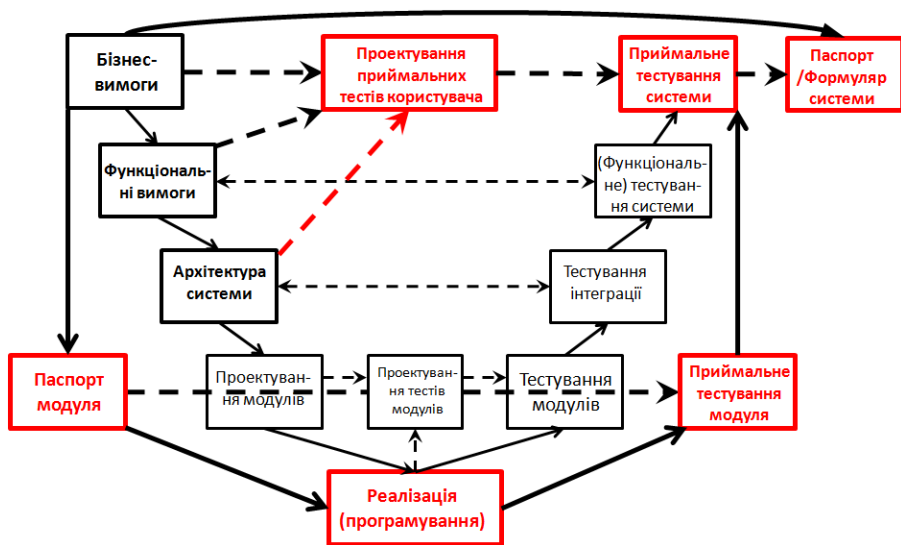 Бізнес-
вимоги
Проектування
приймальних
тестів користувача
Приймальне
тестування
системи
Паспорт
/Формуляр
системи
Функціональ-
ні вимоги
(Функціональ-
не) тестуван-
ня системи
Архітектура
системи
Тестування
інтеграції
Паспорт
модуля
Проектуван-
ня модулів
Проектуван-
ня тестів
модулів
Тестування
модулів
Приймальне
тестування
модуля
Реалізація
(програмування)